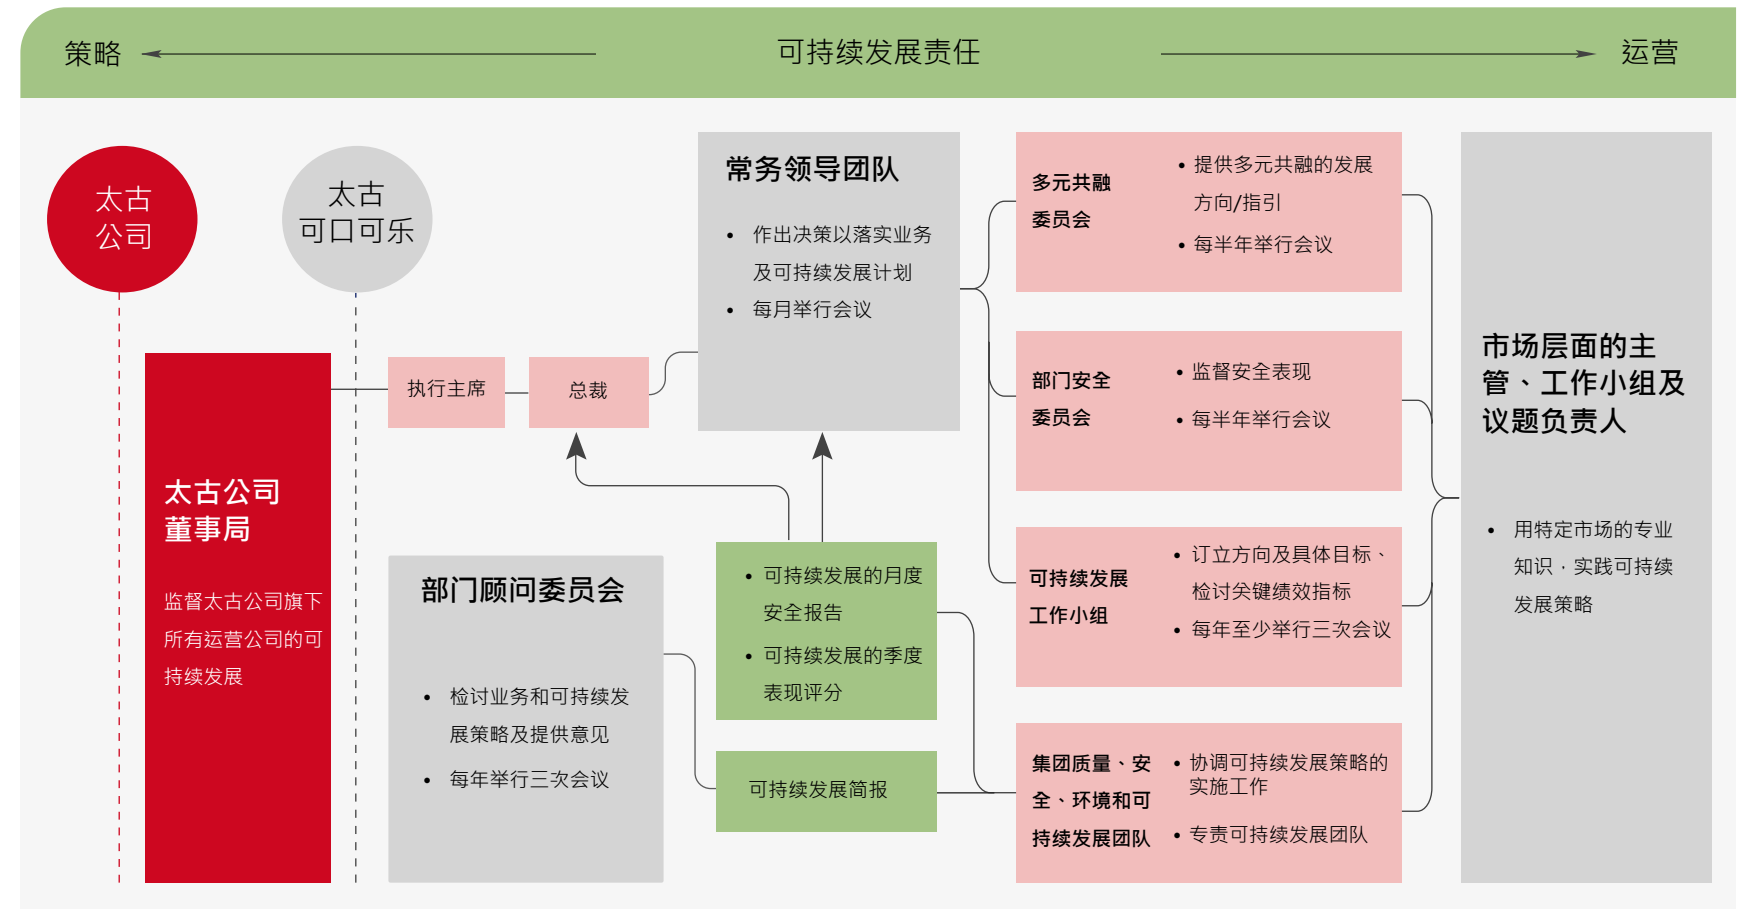 策略
可持续发展责任
运营
太古
公司
太古
可口可乐
太古公司
董事局
监督太古公司旗下
所有运营公司的可
持续发展
执行主席
总裁
常务领导团队
• 作出决策以落实业务
及可持续发展计划
• 每月举行会议
部门顾问委员会
• 检讨业务和可持续发
展策略及提供意见
• 每年举行三次会议
• 可持续发展的月度
安全报告
• 可持续发展的季度
表现评分
可持续发展简报
多元共融
委员会
• 提供多元共融的发展
方向/指引
• 每半年举行会议
部门安全
委员会
• 监督安全表现
• 每半年举行会议
可持续发展
工作小组
• 订立方向及具体目标、
检讨关键绩效指标
• 每年至少举行三次会议
集团质量、安
全、环境和可
持续发展团队
• 协调可持续发展策略的
实施工作
• 专责可持续发展团队
市场层面的主
管、工作小组及
议题负责人
• 用特定市场的专业
知识，实践可持续
发展策略